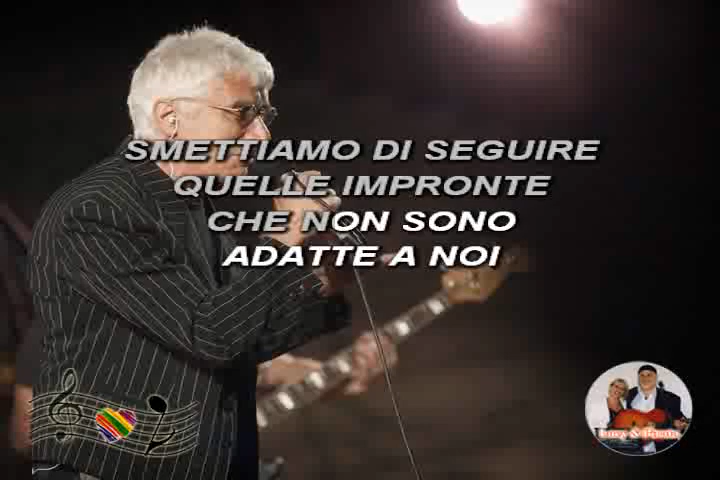 SMETTIAMO DI SEGUIRE
QUELLE IMPRONTE
CHE NON SONO
ADATTE A NOI